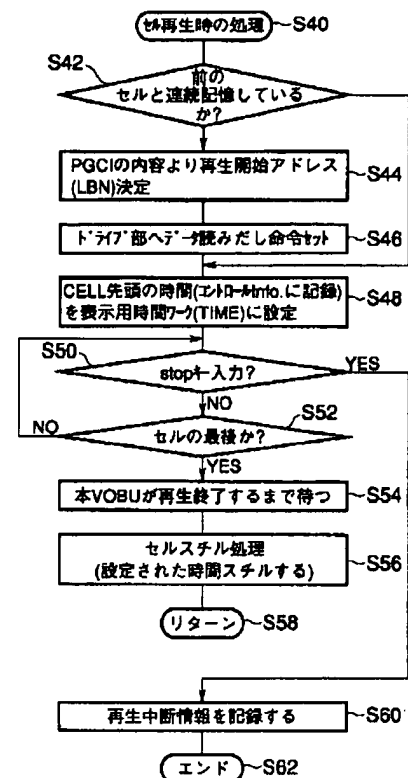 ｾﾙ再生時の処理
S40
S42
前の
セルと連続記憶している
か?
PGCIの内容より再生開始アドレス
(LBN)決定
S44
ﾄﾞﾗｲﾌﾞ部へﾃﾞｰﾀ読みだし命令セット
S46
CELL先頭の時間(ｺﾝﾄﾛｰﾙInfo.に記録)
を表示用時間ワーク(TIME)に設定
S48
S50
stopキー入力?
YES
NO
S52
セルの最後か?
NO
YES
本VOBUが再生終了するまで待つ
S54
セルスチル処理
(設定された時間スチルする)
S56
リターン
S58
再生中断情報を記録する
S60
エンド
S62